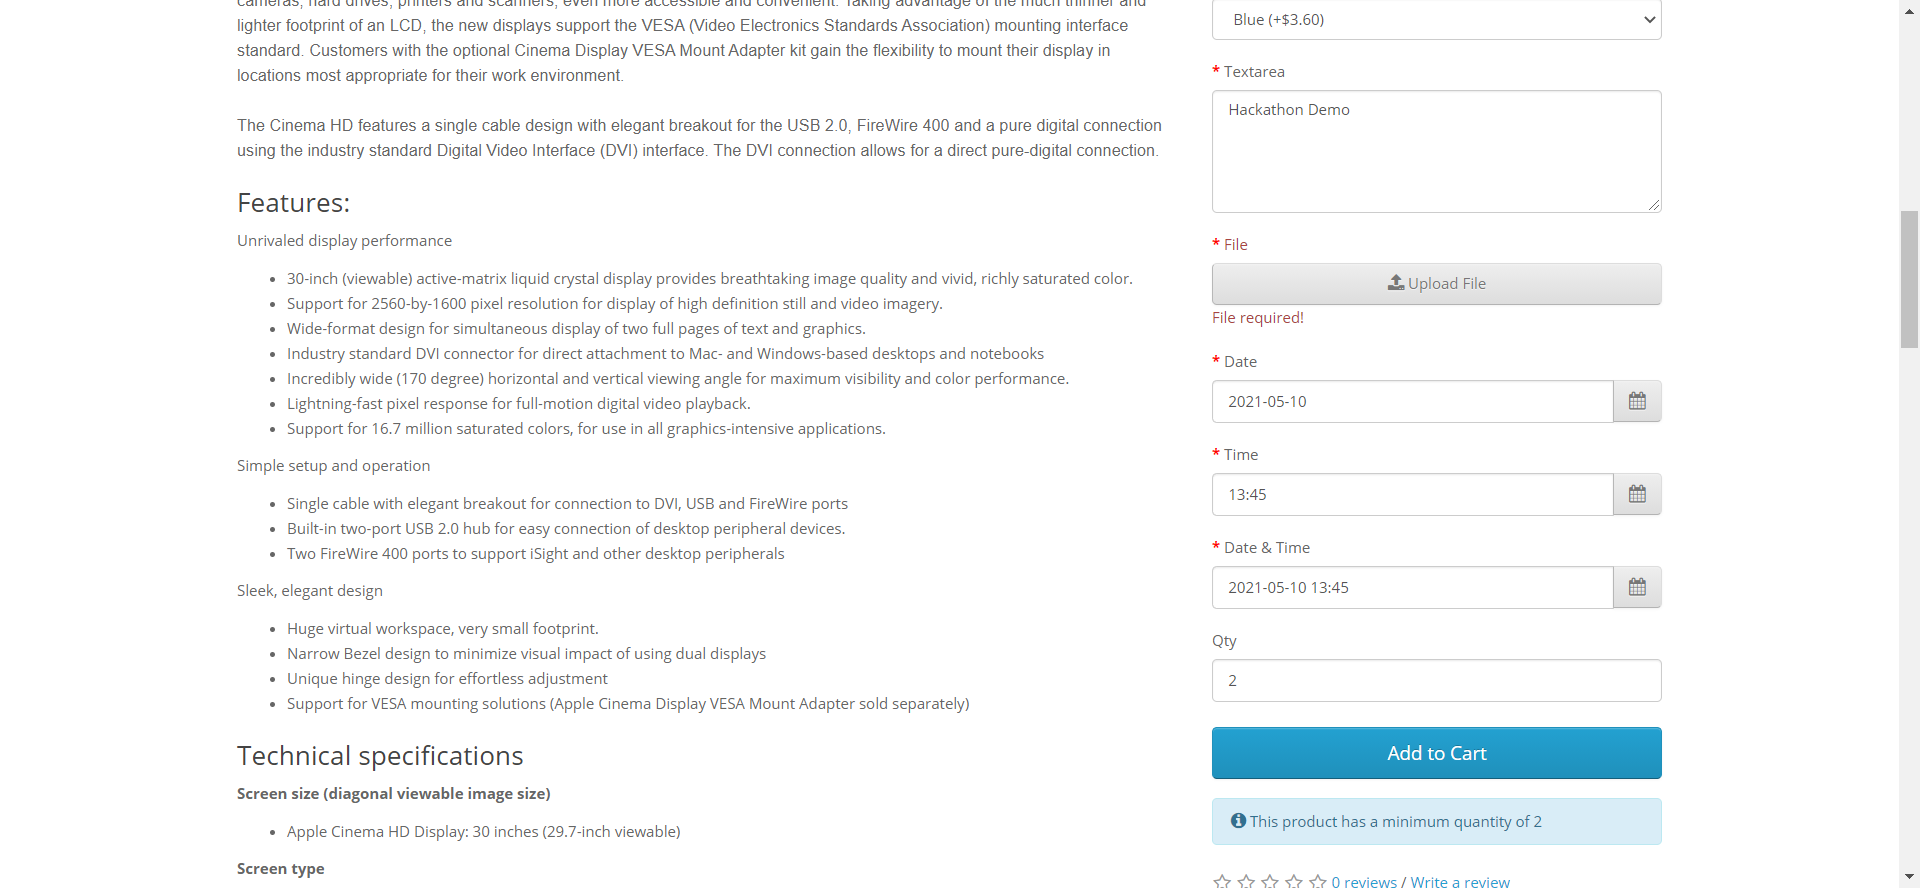 cameras, hard drives, printers and scanners, even more accessible and convenient. Taking advantage of the much thinner and
lighter footprint of an LCD, the new displays support the VESA (Video Electronics Standards Association) mounting interface
standard. Customers with the optional Cinema Display VESA Mount Adapter kit gain the flexibility to mount their display in
locations most appropriate for their work environment.
The Cinema HD features a single cable design with elegant breakout for the USB 2.0, FireWire 400 and a pure digital connection
using the industry standard Digital Video Interface (DVI) interface. The DVI connection allows for a direct pure-digital connection.
Features:
Unrivaled display performance
• 30-inch (viewable) active-matrix liquid crystal display provides breathtaking image quality and vivid, richly saturated color.
• Support for 2560-by-1600 pixel resolution for display of high definition still and video imagery.
• Wide-format design for simultaneous display of two full pages of text and graphics.
• Industry standard DVI connector for direct attachment to Mac- and Windows-based desktops and notebooks
• Incredibly wide (170 degree) horizontal and vertical viewing angle for maximum visibility and color performance.
• Lightning-fast pixel response for full-motion digital video playback.
• Support for 16.7 million saturated colors, for use in all graphics-intensive applications.
Simple setup and operation
• Single cable with elegant breakout for connection to DVI, USB and FireWire ports
• Built-in two-port USB 2.0 hub for easy connection of desktop peripheral devices.
• Two FireWire 400 ports to support iSight and other desktop peripherals
Sleek, elegant design
• Huge virtual workspace, very small footprint.
• Narrow Bezel design to minimize visual impact of using dual displays
• Unique hinge design for effortless adjustment
• Support for VESA mounting solutions (Apple Cinema Display VESA Mount Adapter sold separately)
Technical specifications
Screen size (diagonal viewable image size)
• Apple Cinema HD Display: 30 inches (29.7-inch viewable)
Screen type
Blue (+$3.60)
* Textarea
Hackathon Demo
* File
Upload File
File required!
* Date
2021-05-10
* Time
13:45
* Date & Time
2021-05-10 13:45
Qty
2
Add to Cart
This product has a minimum quantity of 2
0 reviews / Write a review